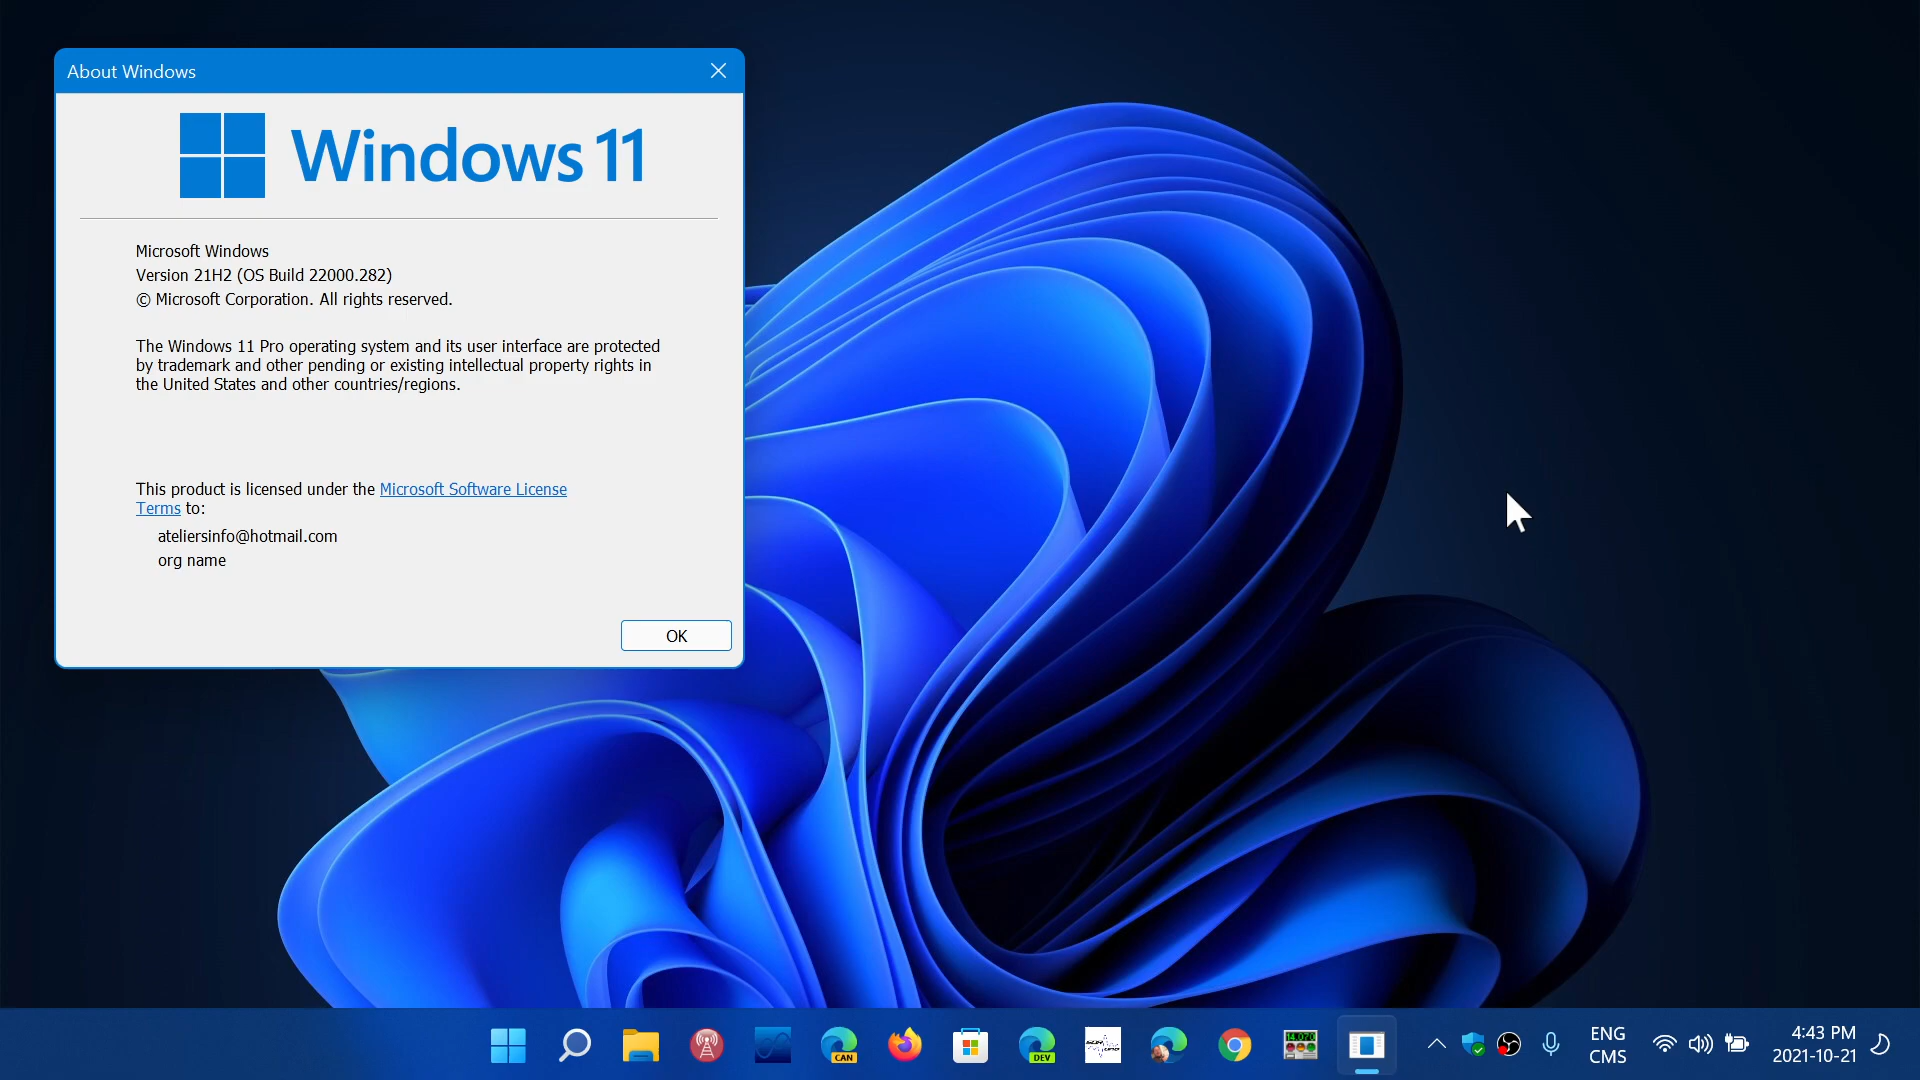 About Windows
Windows 11
Microsoft Windows
Version 21H2 (OS Build 22000.282)
© Microsoft Corporation. All rights reserved.
The Windows 11 Pro operating system and its user interface are protected
by trademark and other pending or existing intellectual property rights in
the United States and other countries/regions.
This product is licensed under the Microsoft Software License
Terms to:
ateliersinfo@hotmail.com
org name
OK
CAN
DEV
ENG
CMS
4:43 PM
2021-10-21